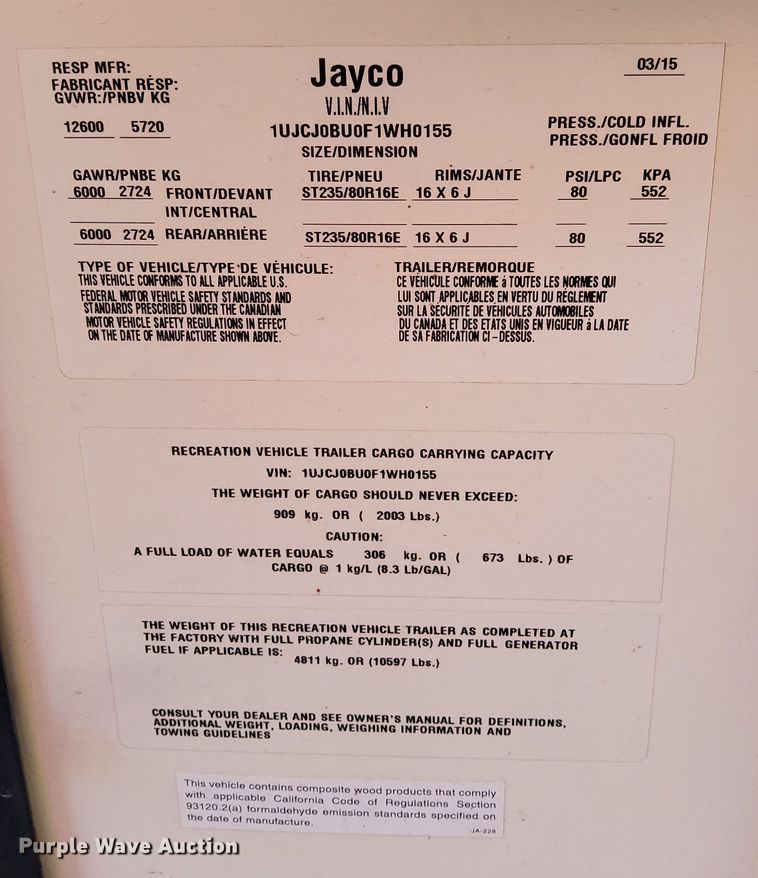 RESP MFR:
FABRICANT RÉSP:
GVWR:/PNBV KG
12600 5720
Jayco
V.I.N./N.I.V
1UJCJ0BU0F1WH0155
SIZE/DIMENSION
03/15
PRESS./COLD INFL.
PRESS./GONFL FROID
GAWR/PNBE KG TIRE/PNEU RIMS/JANTE PSI/LPC KPA
6000 2724 FRONT/DEVANT ST235/80R16E 16 X 6 J 80 552
INT/CENTRAL
6000 2724 REAR/ARRIÉRE ST235/80R16E 16 X 6 J 80 552
TYPE OF VEHICLE/TYPE DE VÉHICULE:
THIS VEHICLE CONFORMS TO ALL APPLICABLE U.S.
FEDERAL MOTOR VEHICLE SAFETY STANDARDS AND
STANDARDS PRESCRIBED UNDER THE CANADIAN
MOTOR VEHICLE SAFETY REGULATIONS IN EFFECT
ON THE DATE OF MANUFACTURE SHOWN ABOVE.
TRAILER/REMORQUE
CE VÉHICULE CONFORME á TOUTES LES NORMES QUI
LUI SONT APPLICABLES EN VERTU DU RÉGLEMENT
SUR LA SÉCURITÉ DE VÉHICULES AUTOMOBILES
DU CANADA ET DES ETATS UNIS EN VIGUEUR á LA DATE
DE SA FABRICATION CI-DESSUS.
RECREATION VEHICLE TRAILER CARGO CARRYING CAPACITY
VIN: 1UJCJ0BU0F1WH0155
THE WEIGHT OF CARGO SHOULD NEVER EXCEED:
909 kg. OR ( 2003 Lbs.)
CAUTION:
A FULL LOAD OF WATER EQUALS 306 kg. OR ( 673 Lbs. ) OF
CARGO @ 1 kg/L (8.3 Lb/GAL)
THE WEIGHT OF THIS RECREATION VEHICLE TRAILER AS COMPLETED AT
THE FACTORY WITH FULL PROPANE CYLINDER(S) AND FULL GENERATOR
FUEL IF APPLICABLE IS:
4811 kg. OR (10597 Lbs.)
CONSULT YOUR DEALER AND SEE OWNER'S MANUAL FOR DEFINITIONS,
ADDITIONAL WEIGHT, LOADING, WEIGHING INFORMATION AND
TOWING GUIDELINES
This vehicle contains composite wood products that comply
with applicable California Code of Regulations Section
93120.2(a) formaldehyde emission standards specified on
the date of manufacture.
JA-228
Purple Wave Auction